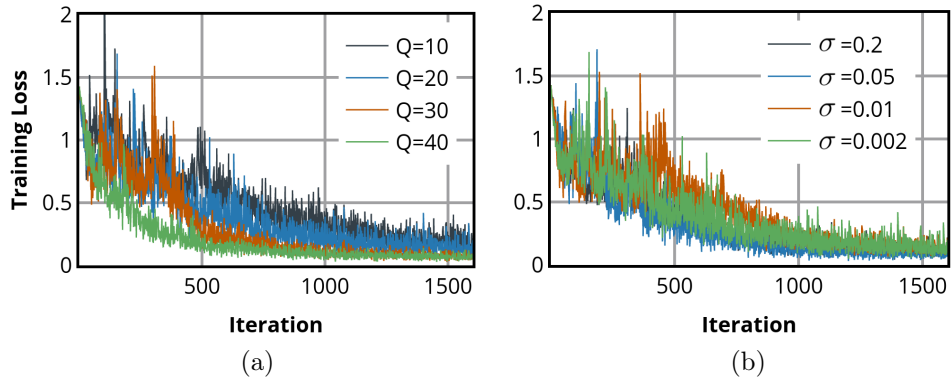 2
1.5
1
0.5
0
500
1000
1500
Training Loss
Iteration
Q=10
Q=20
Q=30
Q=40
(a)
2
1.5
1
0.5
0
500
1000
1500
Iteration
σ =0.2
σ =0.05
σ =0.01
σ =0.002
(b)